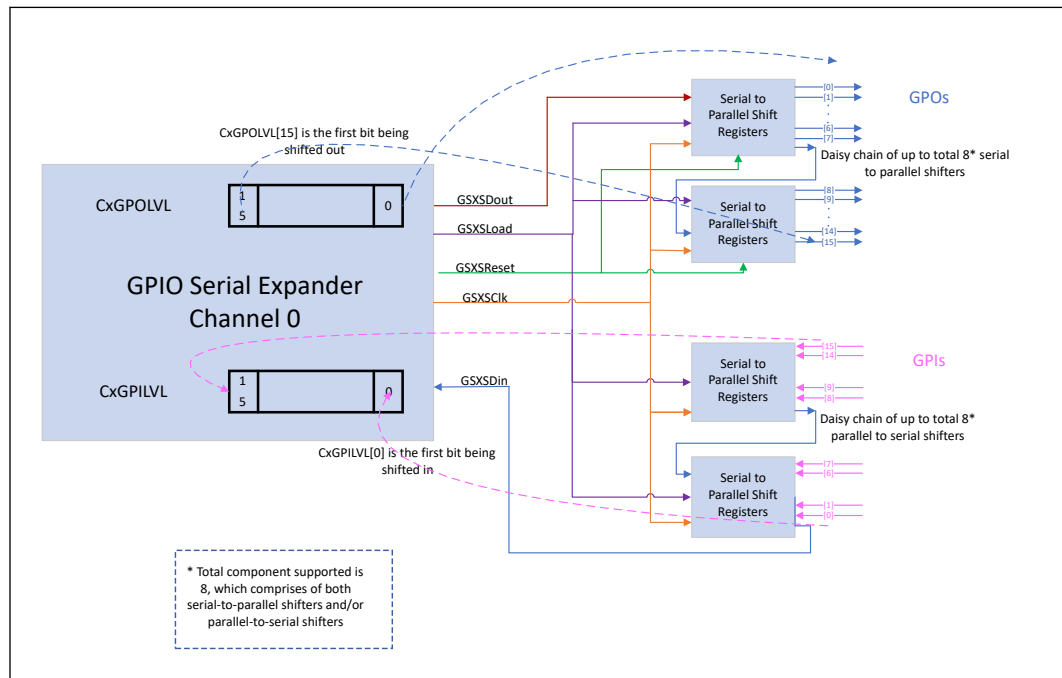 CxGPOLVL[15] is the first bit being
shifted out
CxGPOLVL
1
5
0
GPIO Serial Expander
Channel 0
CxGPILVL
1
5
0
CxGPILVL[0] is the first bit being
shifted in
GSXSDout
GSXSLoad
GSXSReset
GSXSClk
GSXSDin
Serial to
Parallel Shift
Registers
[0]
[1]
.
.
.
[6]
[7]
GPOs
Daisy chain of up to total 8* serial
to parallel shifters
Serial to
Parallel Shift
Registers
[8]
[9]
.
.
.
[14]
[15]
Serial to
Parallel Shift
Registers
[15]
[14]
[9]
[8]
GPIs
Daisy chain of up to total 8*
parallel to serial shifters
Serial to
Parallel Shift
Registers
[7]
[6]
[1]
[0]
* Total component supported is
8, which comprises of both
serial-to-parallel shifters and/or
parallel-to-serial shifters